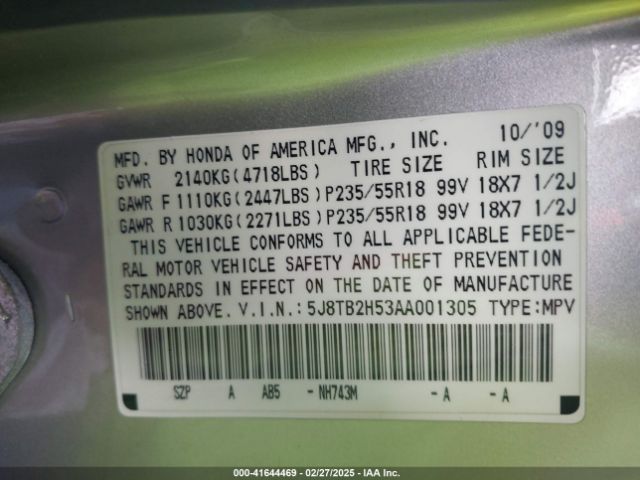 MFD. BY HONDA OF AMERICA MFG., INC. 10/'09
GVWR 2140KG(4718LBS) TIRE SIZE RIM SIZE
GAWR F 1110KG(2447LBS) P235/55R18 99V 18X7 1/2J
GAWR R 1030KG(2271LBS) P235/55R18 99V 18X7 1/2J
THIS VEHICLE CONFORMS TO ALL APPLICABLE FEDE-
RAL MOTOR VEHICLE SAFETY AND THEFT PREVENTION
STANDARDS IN EFFECT ON THE DATE OF MANUFACTURE
SHOWN ABOVE. V.I.N.: 5J8TB2H53AA001305 TYPE:MPV
SZP A AB5 - NH743M - A - A
000-41644469 - 02/27/2025 - IAA Inc.